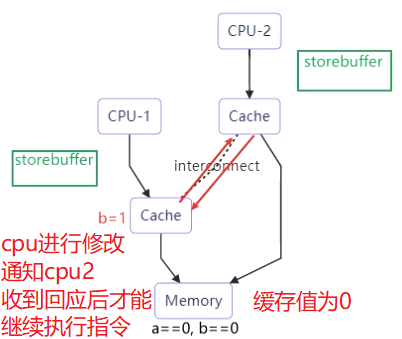 CPU-2
storebuffer
CPU-1
Cache
storebuffer
interconnect
b=1
Cache
cpu进行修改
通知cpu2
收到回应后才能
继续执行指令
Memory
缓存值为0
a==0, b==0